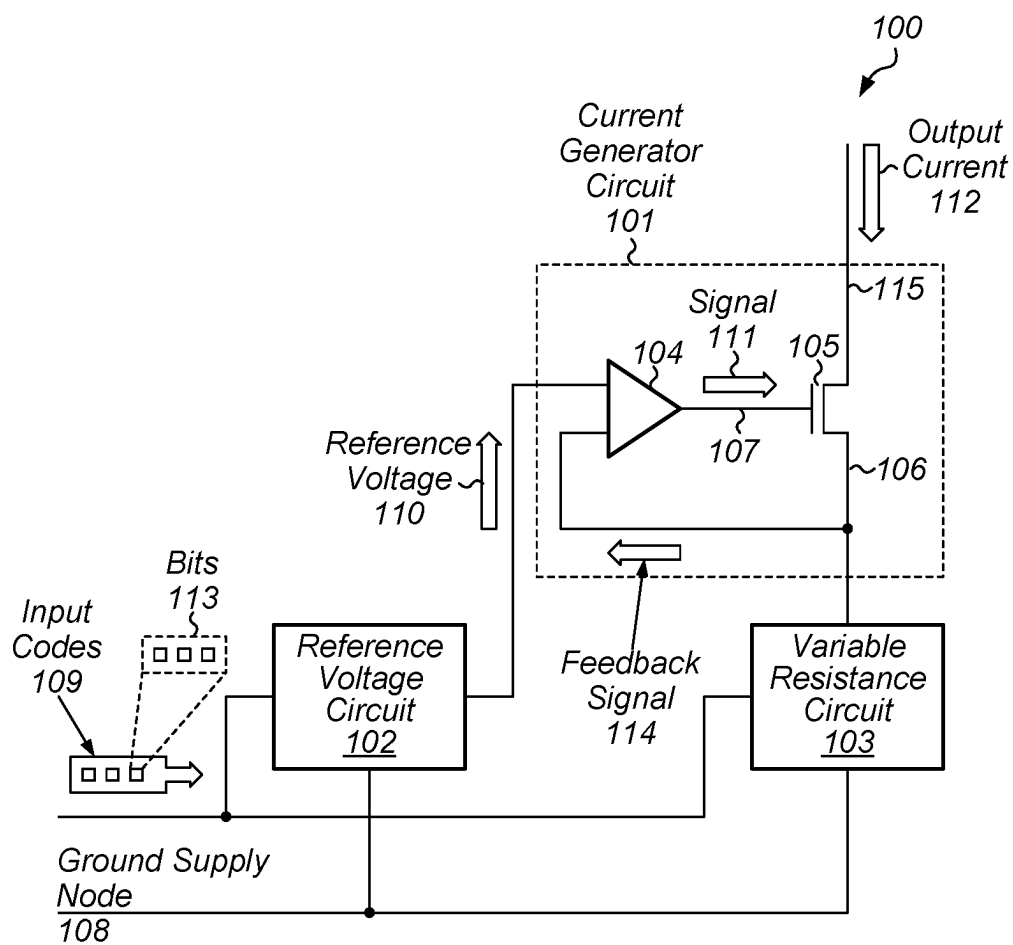 100
Current
Generator
Circuit
101
Output
Current
112
115
Signal
111
104
105
107
106
Reference
Voltage
110
Bits
113
Input
Codes
109
Reference
Voltage
Circuit
102
Feedback
Signal
114
Variable
Resistance
Circuit
103
Ground Supply
Node
108